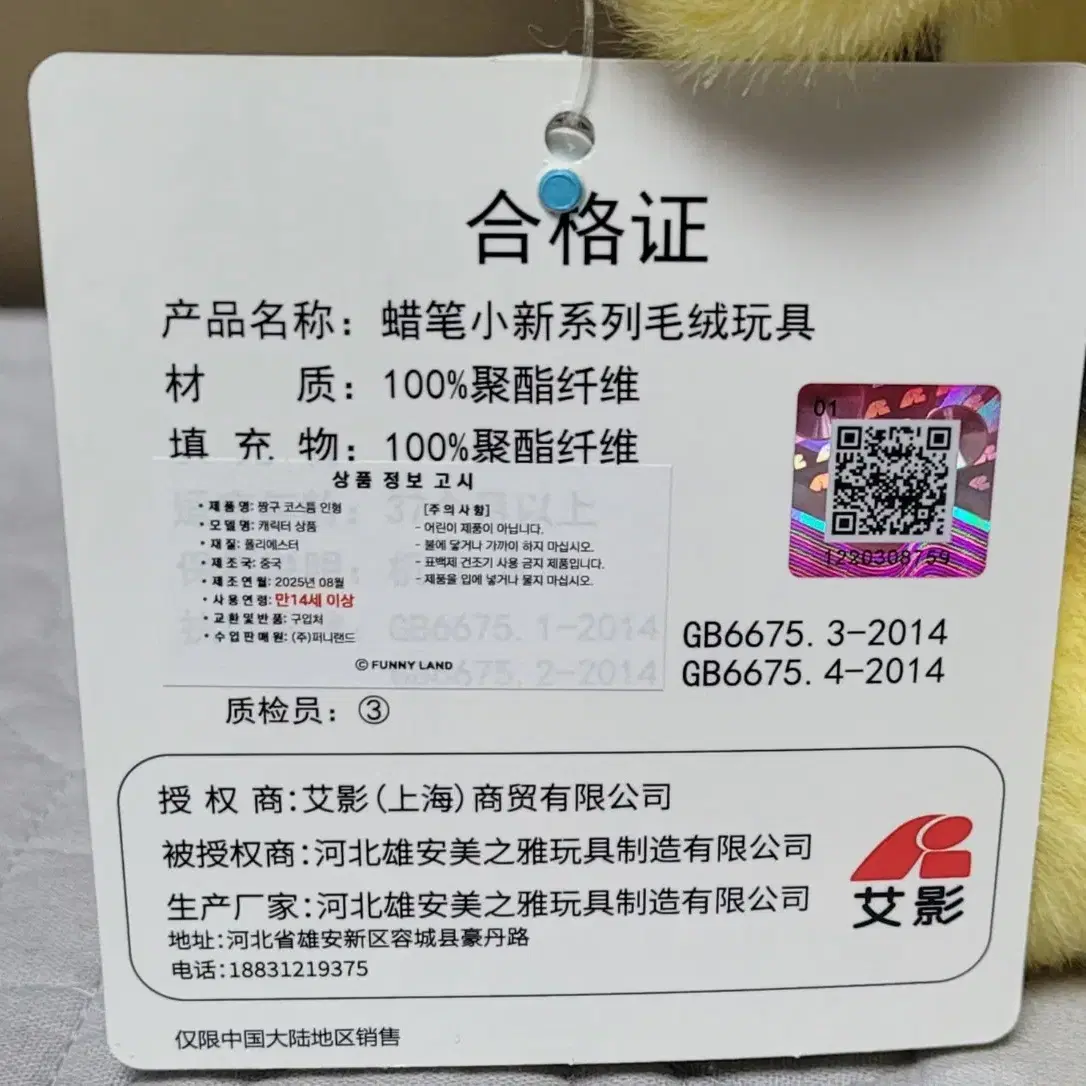 合格证
产品名称：蜡笔小新系列毛绒玩具
材 质：100%聚酯纤维
填 充 物：100%聚酯纤维
상품 정보 고시
• 제 품 명: 짱구 코스튬 인형
• 모 델 명: 캐릭터 상품
• 재 질: 폴리에스터
• 제 조 국: 중국
• 제 조 연 월: 2025년 08월
• 사 용 연 령: 만14세 이상
• 교 환 및 반 품: 구입처
• 수 입 판 매 원: (주)퍼니랜드
[주 의 사 항]
- 어린이 제품이 아닙니다.
- 불에 닿거나 가까이 하지 마십시오.
- 표백제 건조기 사용 금지 제품입니다.
- 제품을 입에 넣거나 물지 마십시오.
© FUNNY LAND
01
1220308759
GB6675.1-2014 GB6675.3-2014
GB6675.2-2014 GB6675.4-2014
质检员：③
授 权 商:艾影(上海)商贸有限公司
被授权商:河北雄安美之雅玩具制造有限公司
生产厂家:河北雄安美之雅玩具制造有限公司
地址:河北省雄安新区容城县豪丹路
电话:18831219375
艾影
仅限中国大陆地区销售